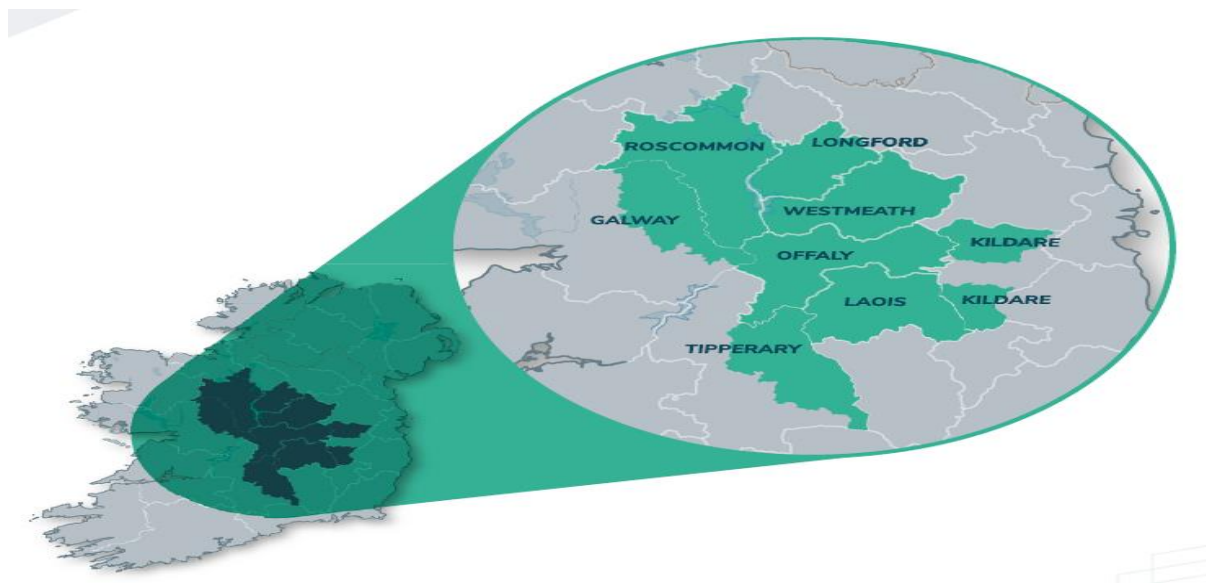 ROSCOMMON
LONGFORD
GALWAY
WESTMEATH
OFFALY
KILDARE
LAOIS
KILDARE
TIPPERARY